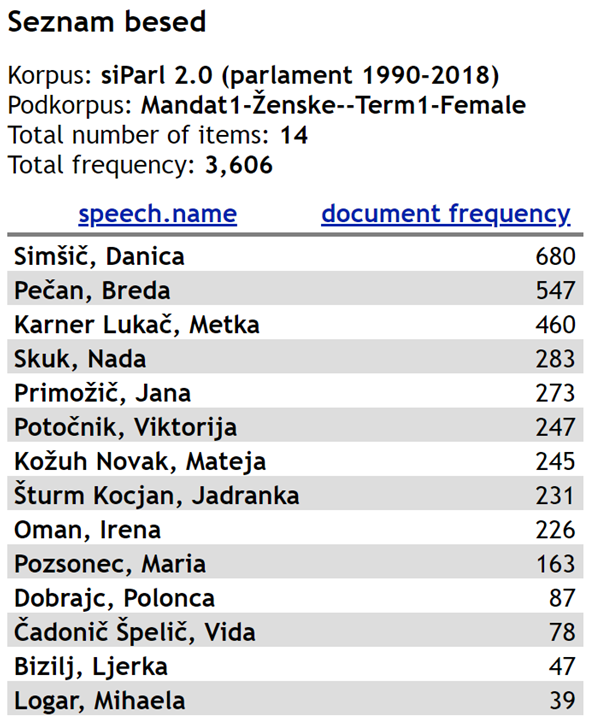 Seznam besed
Korpus: siParl 2.0 (parlament 1990-2018)
Podkorpus: Mandat1-Ženske--Term1-Female
Total number of items: 14
Total frequency: 3,606
speech.name document frequency
Simšič, Danica 680
Pečan, Breda 547
Karner Lukač, Metka 460
Skuk, Nada 283
Primožič, Jana 273
Potočnik, Viktorija 247
Kožuh Novak, Mateja 245
Šturm Kocjan, Jadranka 231
Oman, Irena 226
Pozsonec, Maria 163
Dobrajc, Polonca 87
Čadonič Špelič, Vida 78
Bizilj, Ljerka 47
Logar, Mihaela 39